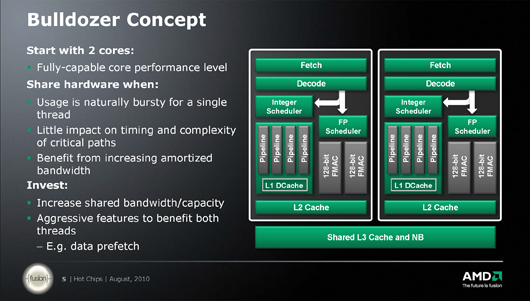 Bulldozer Concept
Start with 2 cores:
Fully-capable core performance level
Share hardware when:
Usage is naturally bursty for a single
thread
Little impact on timing and complexity
of critical paths
Benefit from increasing amortized
bandwidth
Invest:
Increase shared bandwidth/capacity
Aggressive features to benefit both
threads
– E.g. data prefetch
Fetch
Decode
Integer
Scheduler
FP
Scheduler
Pipeline
Pipeline
Pipeline
Pipeline
L1 DCache
128-bit
FMAC
128-bit
FMAC
L2 Cache
Fetch
Decode
Integer
Scheduler
FP
Scheduler
Pipeline
Pipeline
Pipeline
Pipeline
L1 DCache
128-bit
FMAC
128-bit
FMAC
L2 Cache
Shared L3 Cache and NB
fusion
5 | Hot Chips | August, 2010
AMD
The future is fusion